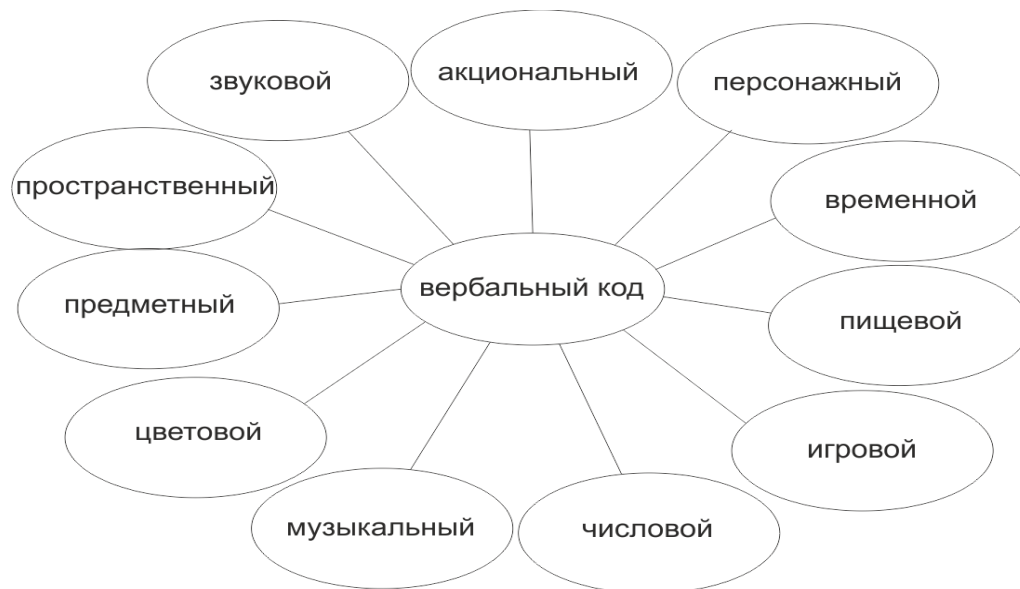 звуковой
акциональный
персонажный
пространственный
временной
вербальный код
предметный
пищевой
цветовой
игровой
музыкальный
числовой